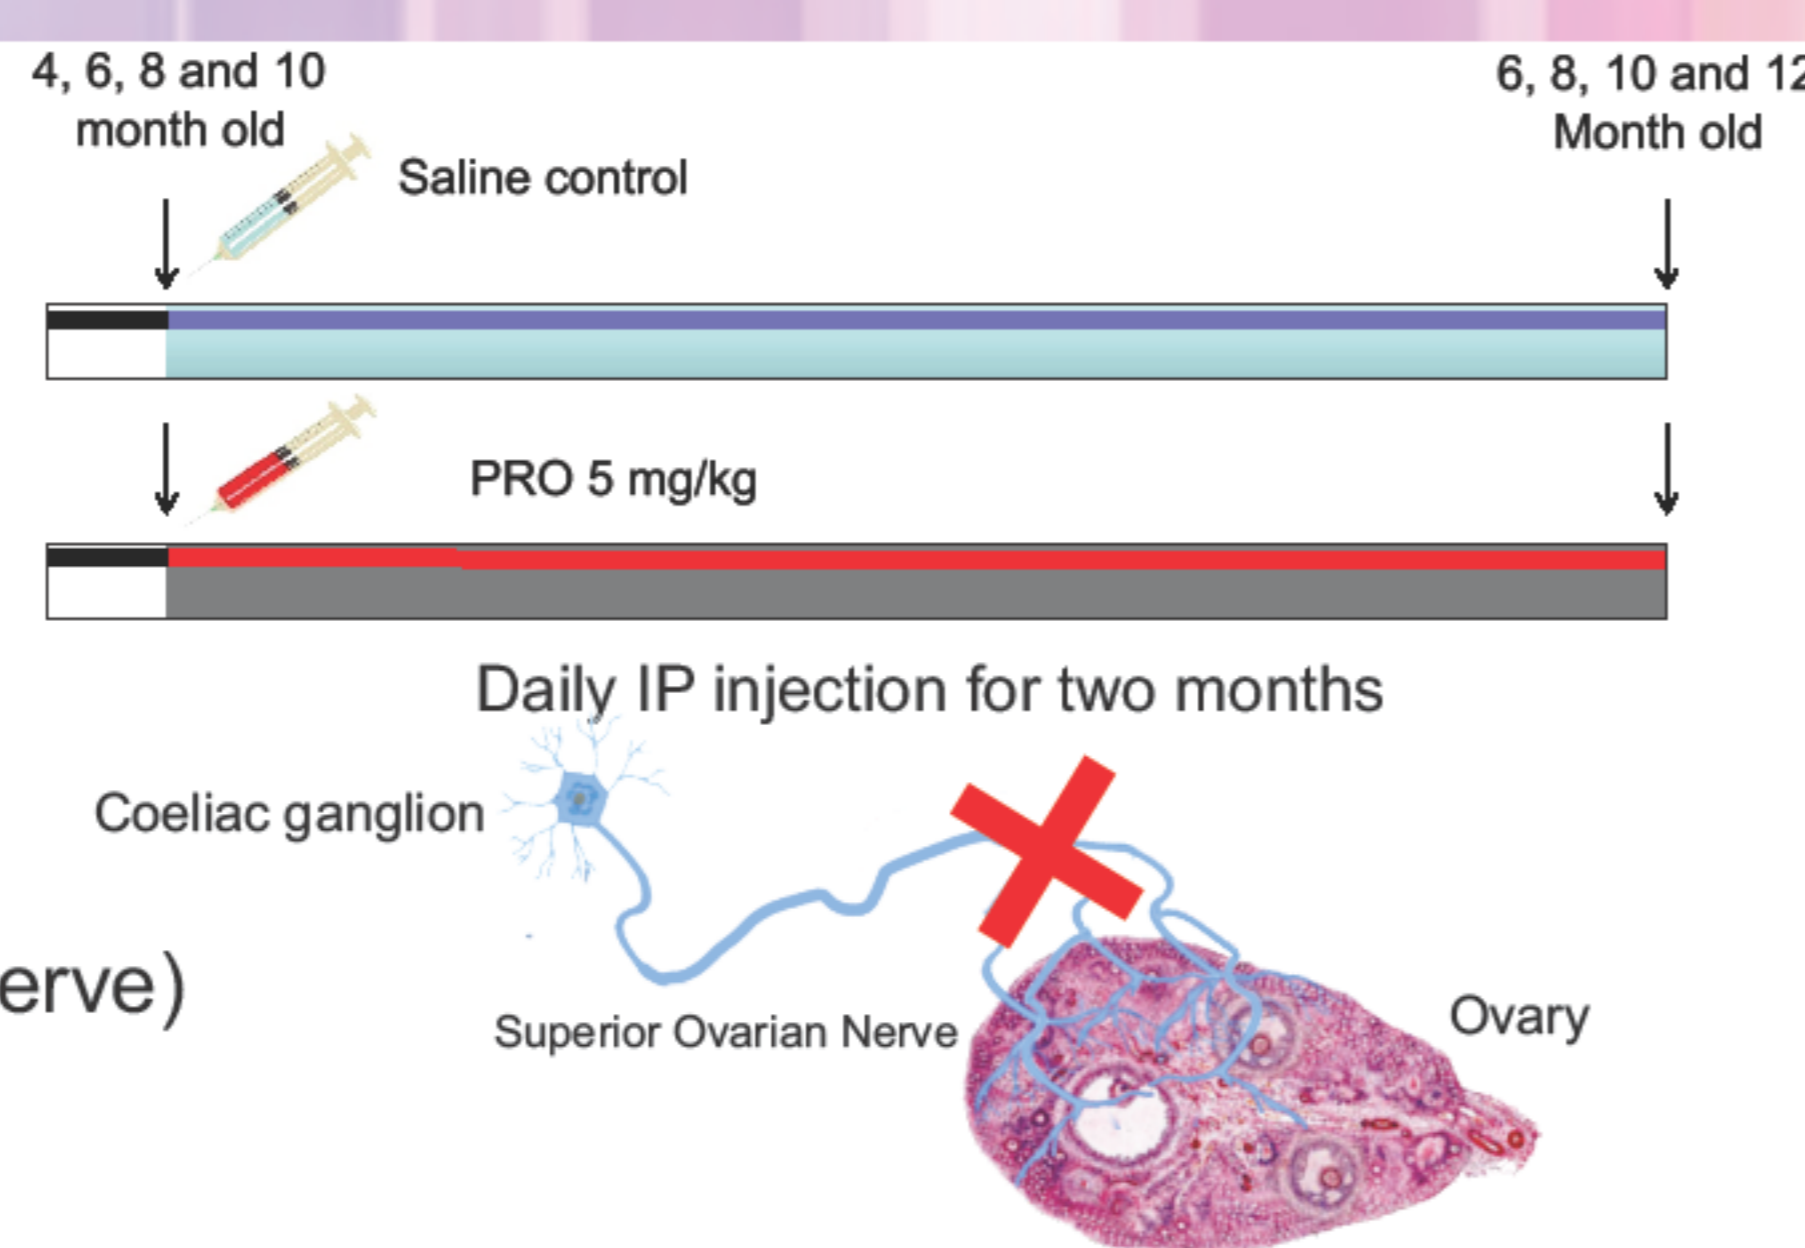 4, 6, 8 and 10
month old
6, 8, 10 and 12
Month old
Saline control
PRO 5 mg/kg
Daily IP injection for two months
Coeliac ganglion
erve)
Superior Ovarian Nerve
Ovary